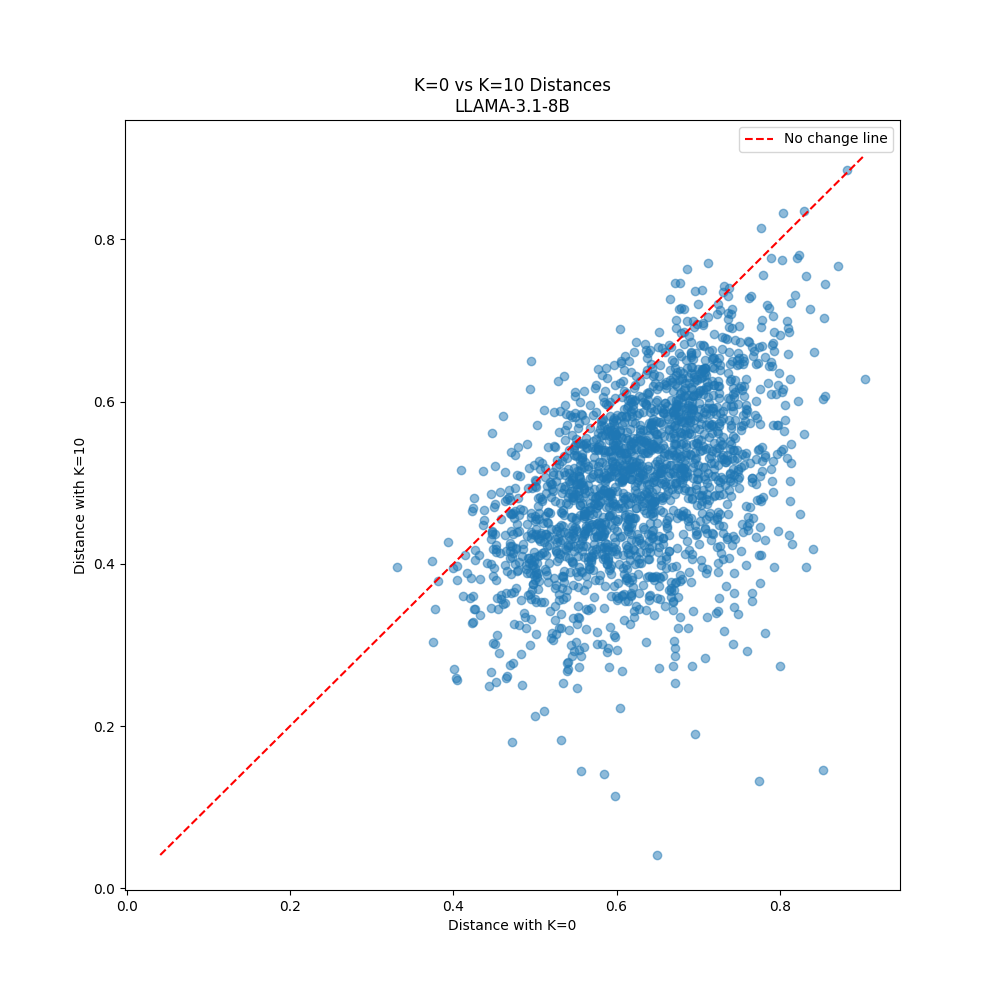 K=0 vs K=10 Distances
LLAMA-3.1-8B
No change line
0.8
0.6
0.4
0.2
0.0
Distance with K=10
0.0 0.2 0.4 0.6 0.8
Distance with K=0